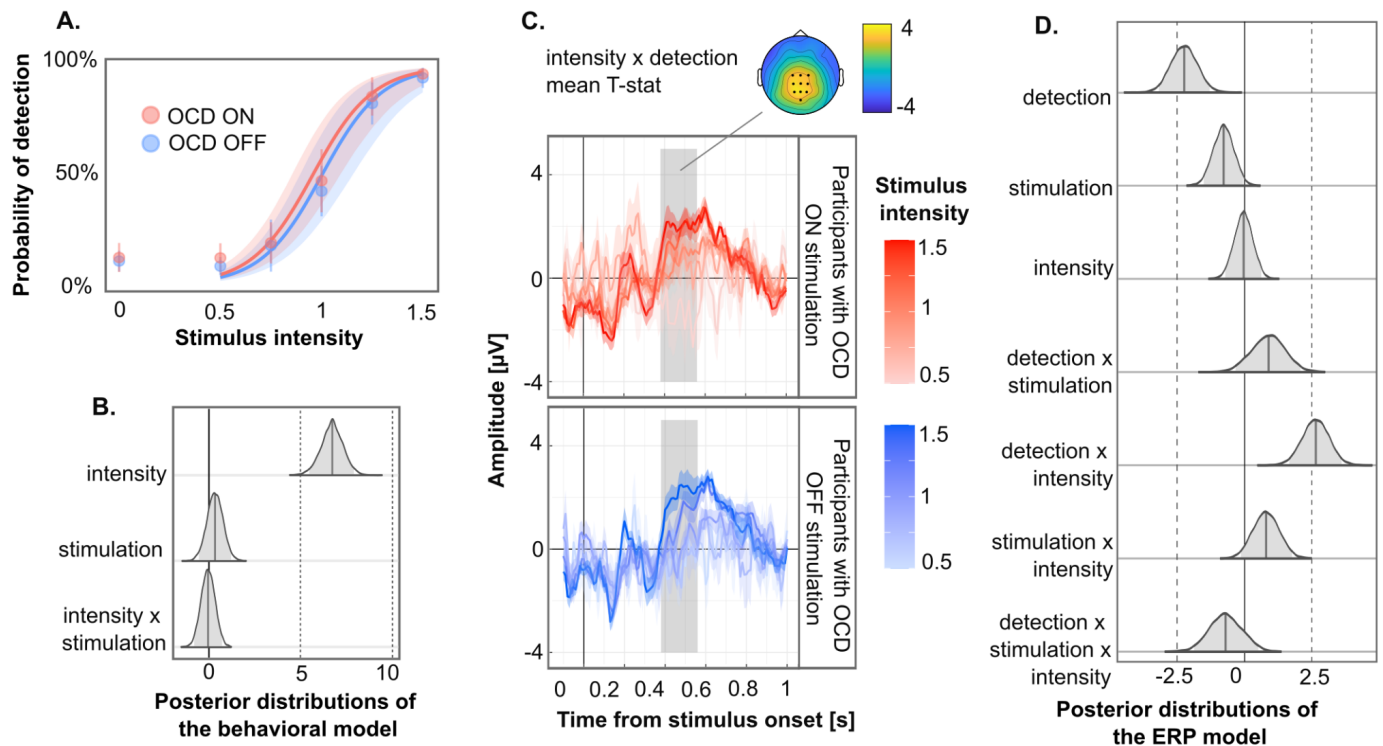 A.
Probability of detection
100%
50%
0%
OCD ON
OCD OFF
0
0.5
1
1.5
Stimulus intensity
B.
intensity
stimulation
intensity x
stimulation
0
5
10
Posterior distributions of
the behavioral model
C.
intensity x detection
mean T-stat
4
-4
Amplitude [µV]
4
0
-4
Participants with OCD
ON stimulation
4
0
-4
Participants with OCD
OFF stimulation
0
0.2
0.4
0.6
0.8
1
Time from stimulus onset [s]
Stimulus
intensity
1.5
1
0.5
1.5
1
0.5
D.
detection
stimulation
intensity
detection x
stimulation
detection x
intensity
stimulation x
intensity
detection x
stimulation x
intensity
-2.5
0
2.5
Posterior distributions of
the ERP model